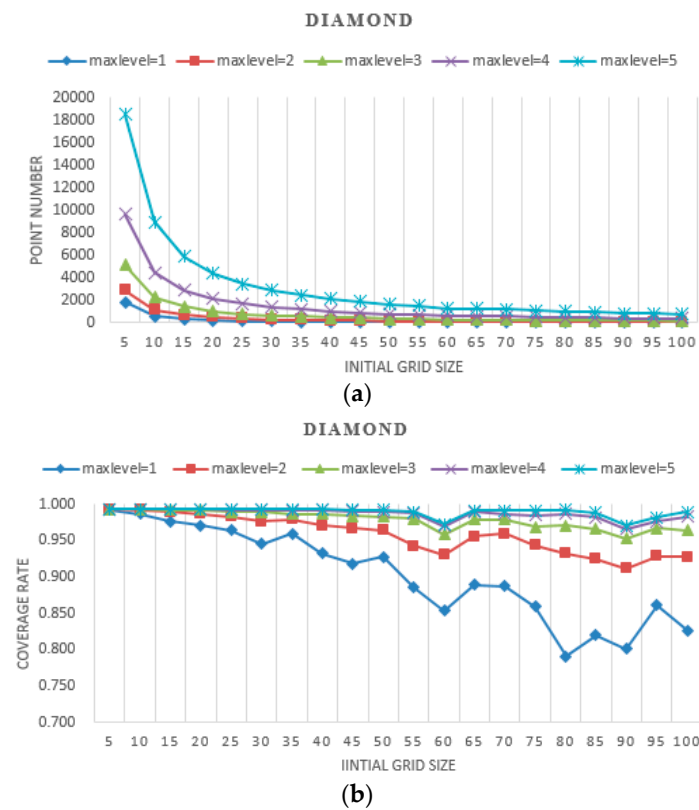 DIAMOND
maxlevel=1 maxlevel=2 maxlevel=3 maxlevel=4 maxlevel=5
20000
18000
16000
14000
12000
10000
8000
6000
4000
2000
0
POINT NUMBER
5 10 15 20 25 30 35 40 45 50 55 60 65 70 75 80 85 90 95 100
INITIAL GRID SIZE
(a)
DIAMOND
maxlevel=1 maxlevel=2 maxlevel=3 maxlevel=4 maxlevel=5
1.000
0.950
0.900
0.850
0.800
0.750
0.700
COVERAGE RATE
5 10 15 20 25 30 35 40 45 50 55 60 65 70 75 80 85 90 95 100
IINTIAL GRID SIZE
(b)